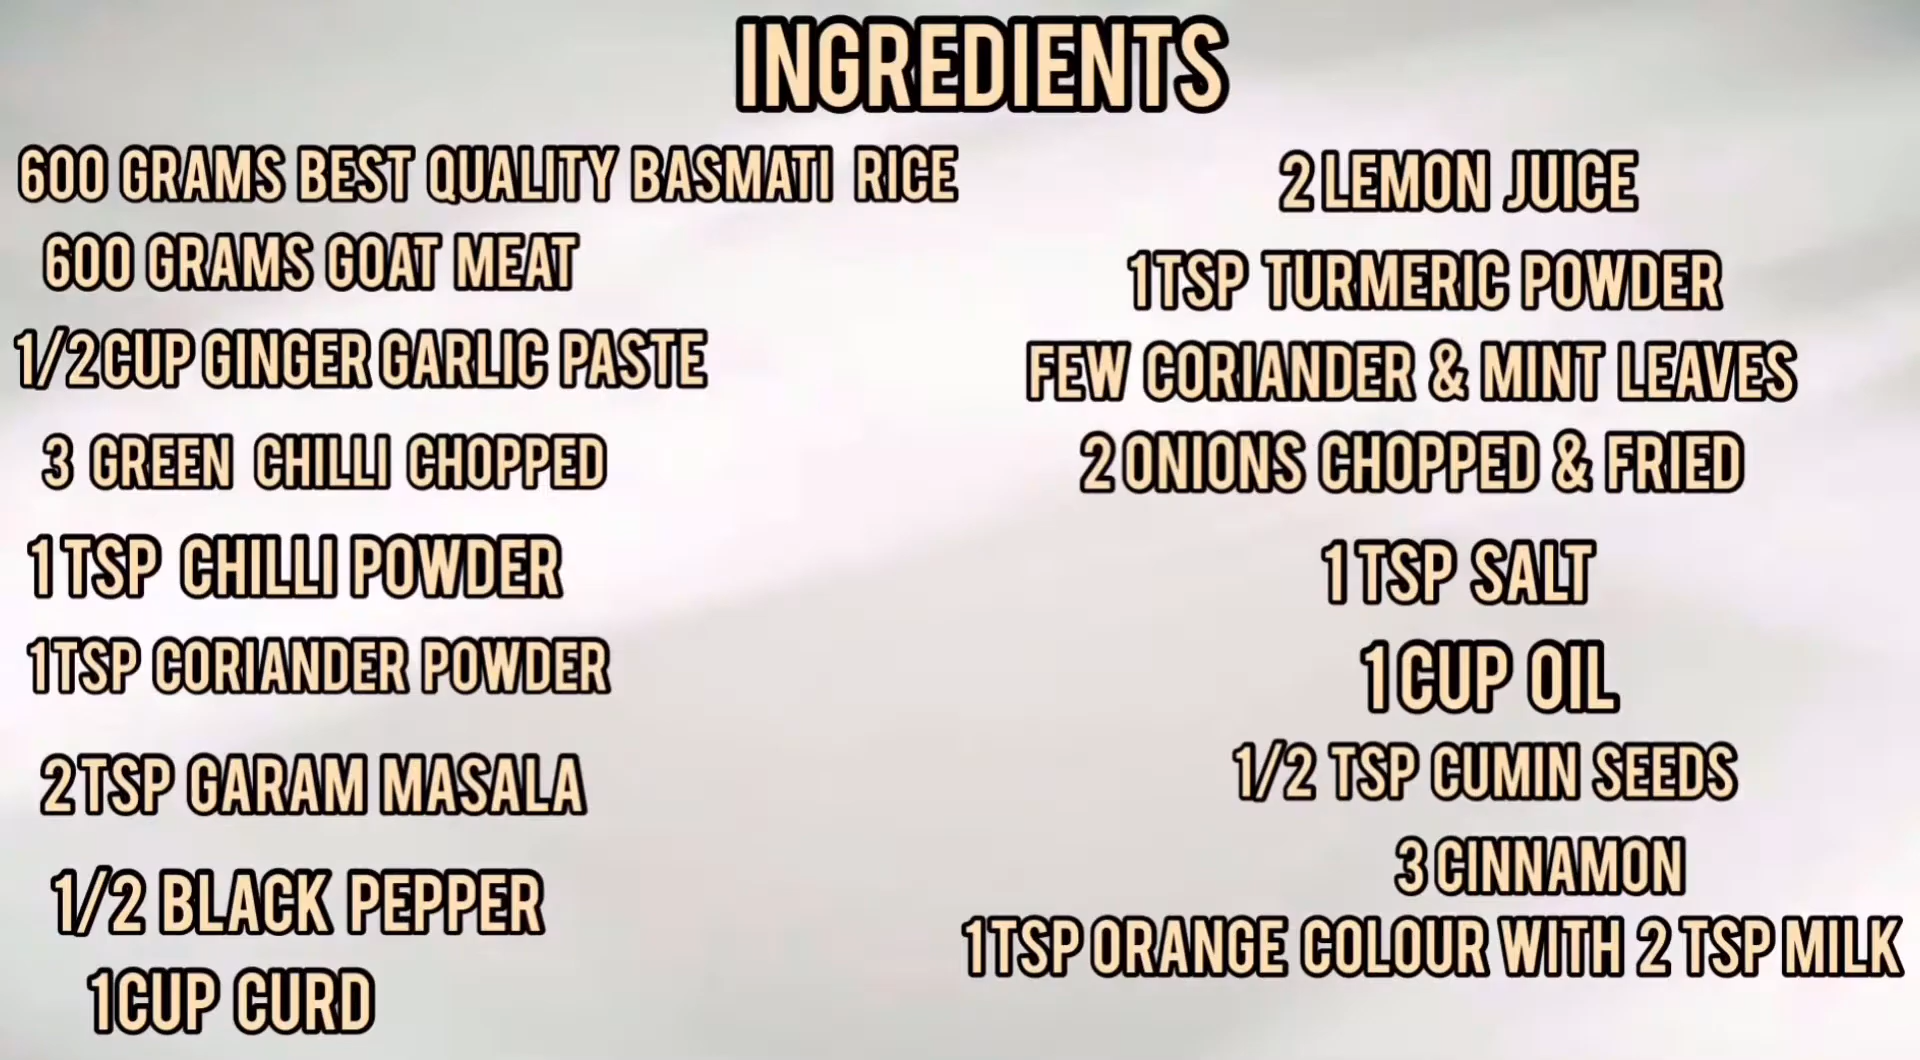 INGREDIENTS
600 GRAMS BEST QUALITY BASMATI RICE
600 GRAMS GOAT MEAT
1/2CUP GINGER GARLIC PASTE
3 GREEN CHILLI CHOPPED
1 TSP CHILLI POWDER
1TSP CORIANDER POWDER
2TSP GARAM MASALA
1/2 BLACK PEPPER
1CUP CURD
2 LEMON JUICE
1TSP TURMERIC POWDER
FEW CORIANDER & MINT LEAVES
2 ONIONS CHOPPED & FRIED
1 TSP SALT
1 CUP OIL
1/2 TSP CUMIN SEEDS
3 CINNAMON
1TSP ORANGE COLOUR WITH 2 TSP MILK